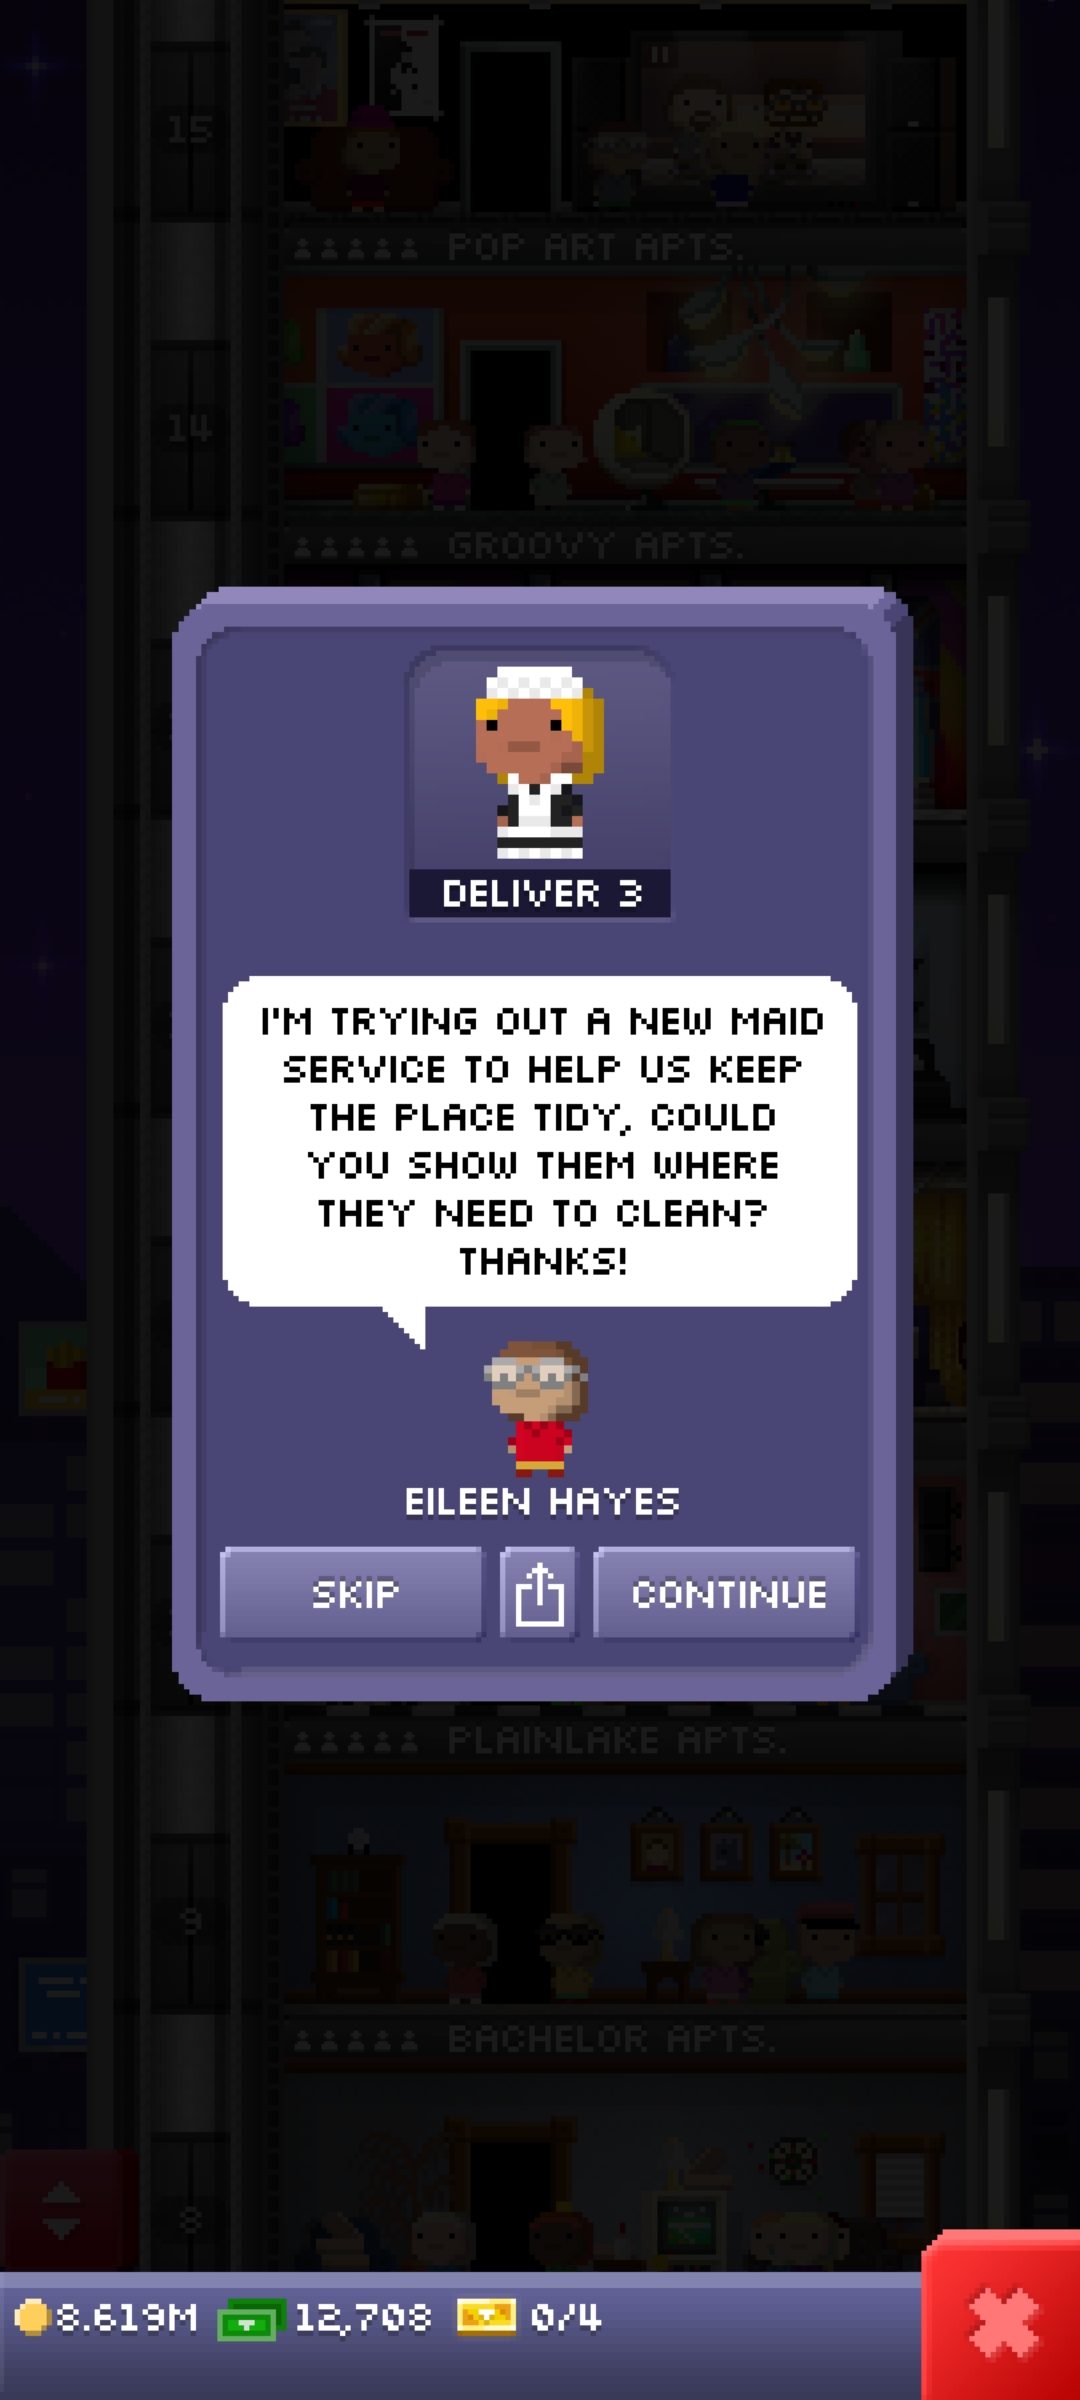 15
POP ART APTS.
14
GROOVY APTS.
DELIVER 3
I'M TRYING OUT A NEW MAID
SERVICE TO HELP US KEEP
THE PLACE TIDY, COULD
YOU SHOW THEM WHERE
THEY NEED TO CLEAN?
THANKS!
EILEEN HAYES
SKIP
CONTINUE
PLAINLAKE APTS.
9
BACHELOR APTS.
8
8.619M
12,708
0/4